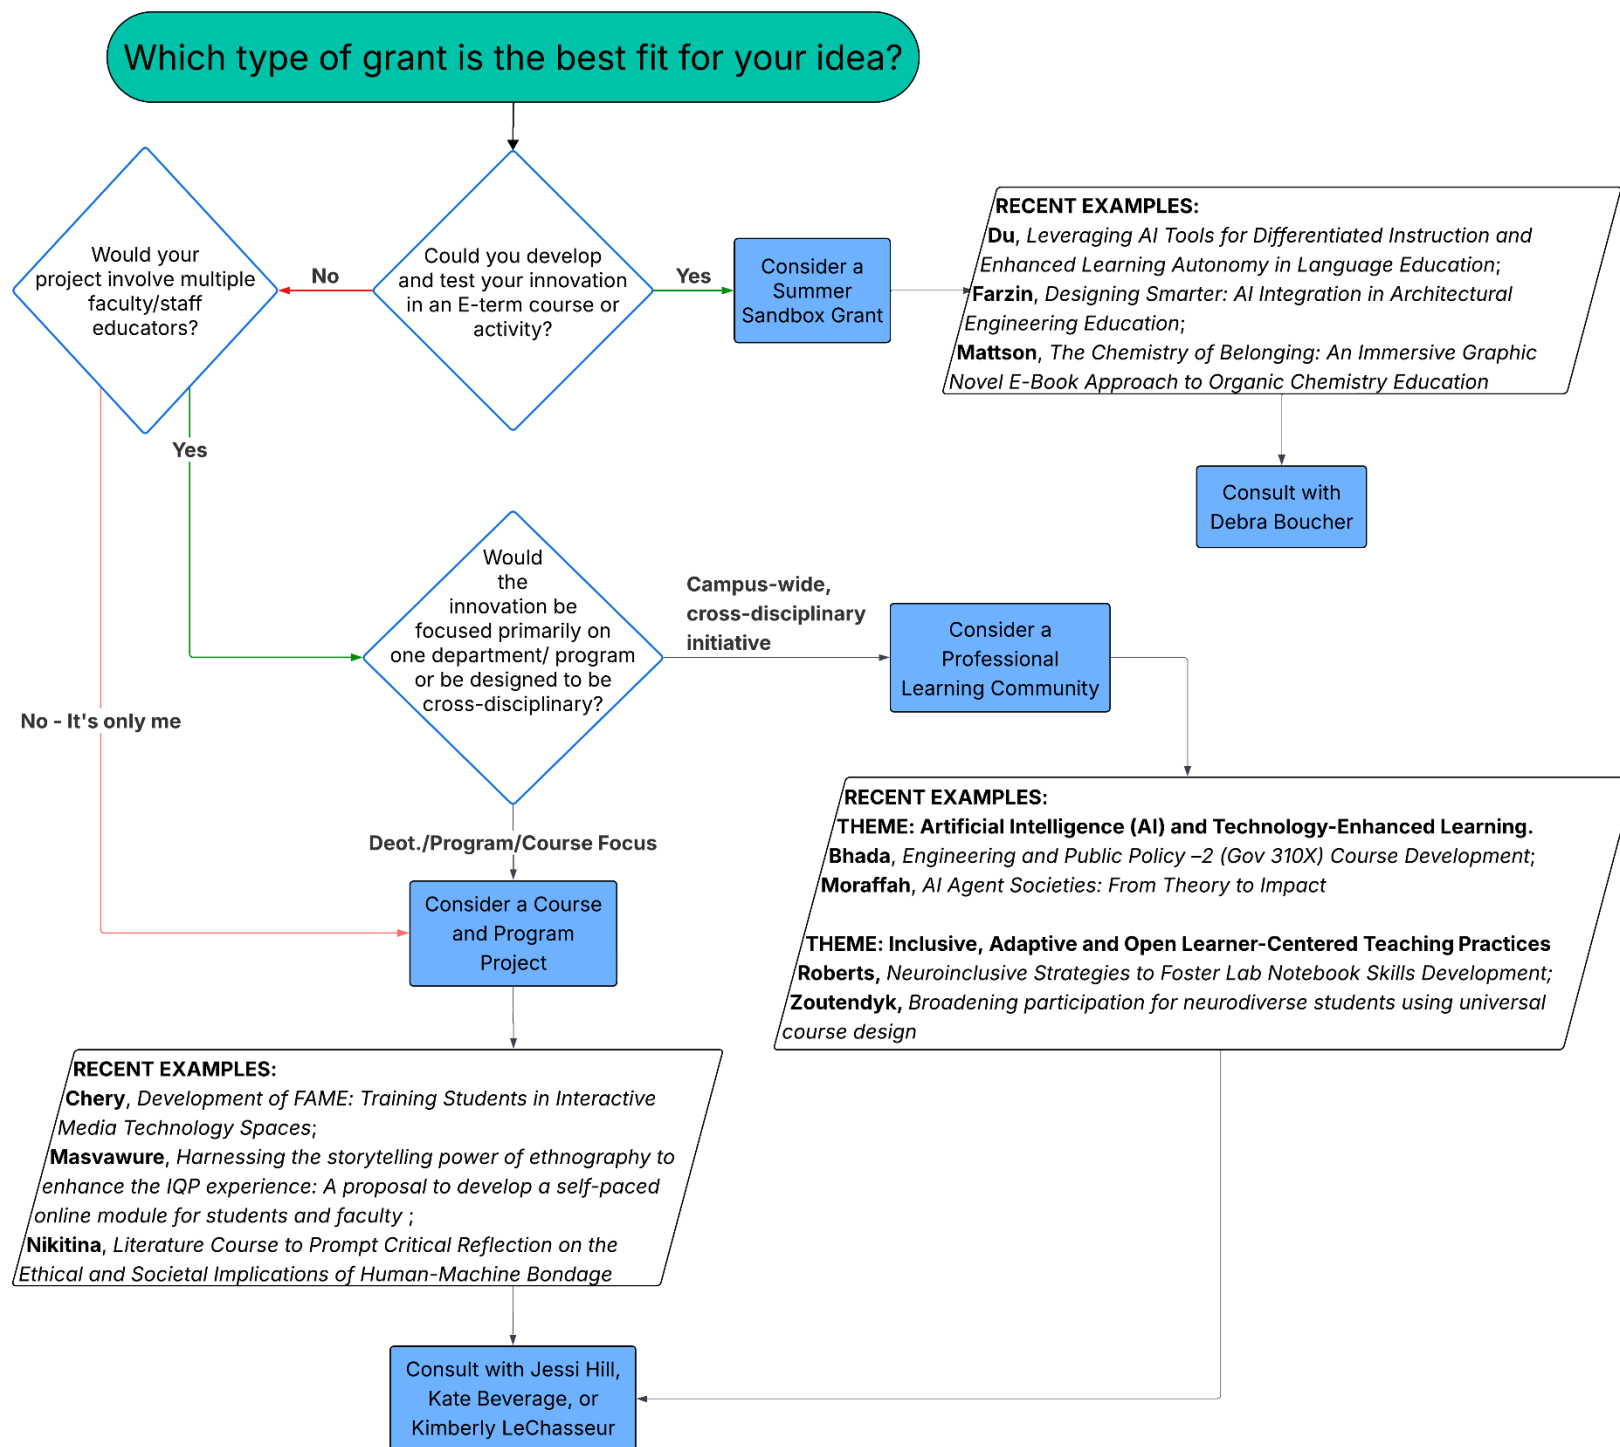 Which type of grant is the best fit for your idea?
Would your
project involve multiple
faculty/staff
educators?
No
Could you develop
and test your innovation
in an E-term course or
activity?
Yes
Consider a
Summer
Sandbox Grant
RECENT EXAMPLES:
Du, Leveraging AI Tools for Differentiated Instruction and
Enhanced Learning Autonomy in Language Education;
Farzin, Designing Smarter: AI Integration in Architectural
Engineering Education;
Mattson, The Chemistry of Belonging: An Immersive Graphic
Novel E-Book Approach to Organic Chemistry Education
Consult with
Debra Boucher
Yes
Would
the
innovation be
focused primarily on
one department/ program
or be designed to be
cross-disciplinary?
Campus-wide,
cross-disciplinary
initiative
Consider a
Professional
Learning Community
No - It's only me
Deot./Program/Course Focus
Consider a Course
and Program
Project
RECENT EXAMPLES:
THEME: Artificial Intelligence (AI) and Technology-Enhanced Learning.
Bhada, Engineering and Public Policy –2 (Gov 310X) Course Development;
Moraffah, AI Agent Societies: From Theory to Impact
THEME: Inclusive, Adaptive and Open Learner-Centered Teaching Practices
Roberts, Neuroinclusive Strategies to Foster Lab Notebook Skills Development;
Zoutendyk, Broadening participation for neurodiverse students using universal
course design
RECENT EXAMPLES:
Chery, Development of FAME: Training Students in Interactive
Media Technology Spaces;
Masvawure, Harnessing the storytelling power of ethnography to
enhance the IQP experience: A proposal to develop a self-paced
online module for students and faculty ;
Nikitina, Literature Course to Prompt Critical Reflection on the
Ethical and Societal Implications of Human-Machine Bondage
Consult with Jessi Hill,
Kate Beverage, or
Kimberly LeChasseur